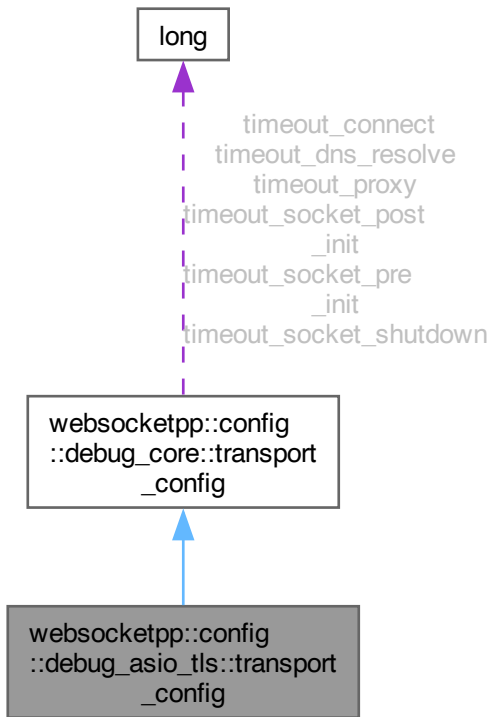 long
timeout_connect
timeout_dns_resolve
timeout_proxy
timeout_socket_post
_init
timeout_socket_pre
_init
timeout_socket_shutdown
websocketpp::config
::debug_core::transport
_config
websocketpp::config
::debug_asio_tls::transport
_config